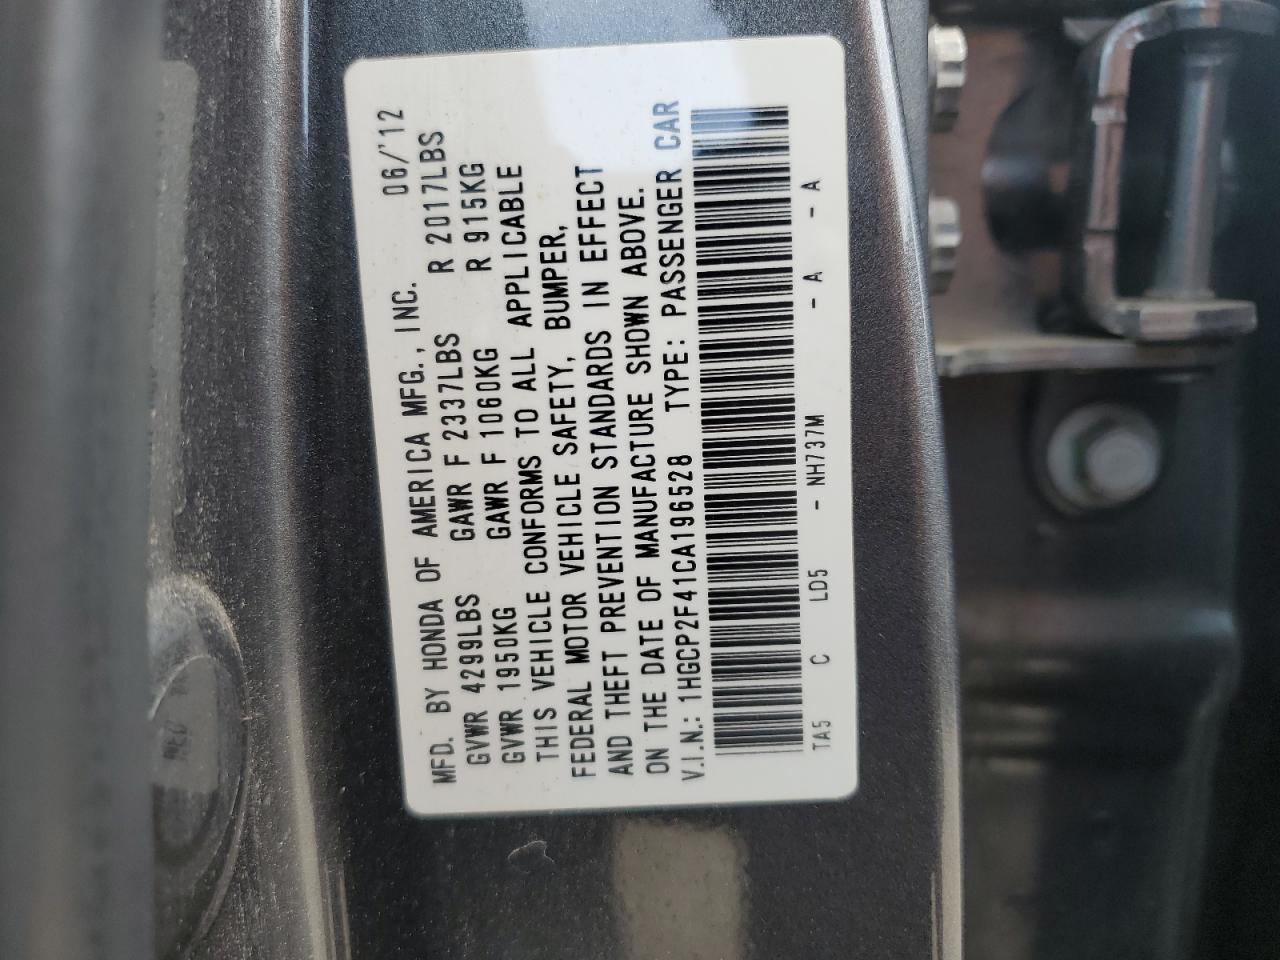 MFD. BY HONDA OF AMERICA MFG., INC. 06/'12
GVWR 4299LBS GAWR F 2337LBS R 2017LBS
GVWR 1950KG GAWR F 1060KG R 915KG
THIS VEHICLE CONFORMS TO ALL APPLICABLE
FEDERAL MOTOR VEHICLE SAFETY, BUMPER,
AND THEFT PREVENTION STANDARDS IN EFFECT
ON THE DATE OF MANUFACTURE SHOWN ABOVE.
V.I.N.: 1HGCP2F41CA196528 TYPE: PASSENGER CAR
TA5 C LD5 - NH737M - A - A